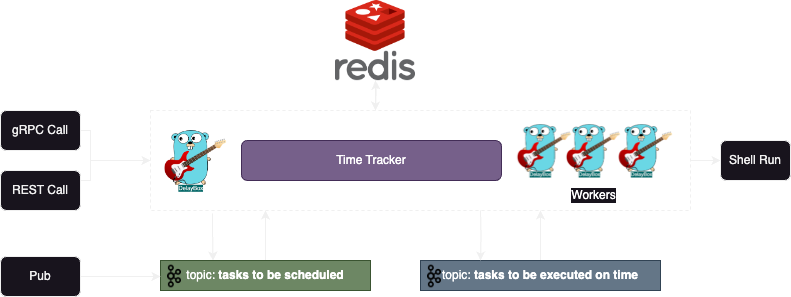 redis
gRPC Call
REST Call
DelayBox
Time Tracker
DelayBox
DelayBox
DelayBox
Workers
Shell Run
Pub
topic: tasks to be scheduled
topic: tasks to be executed on time